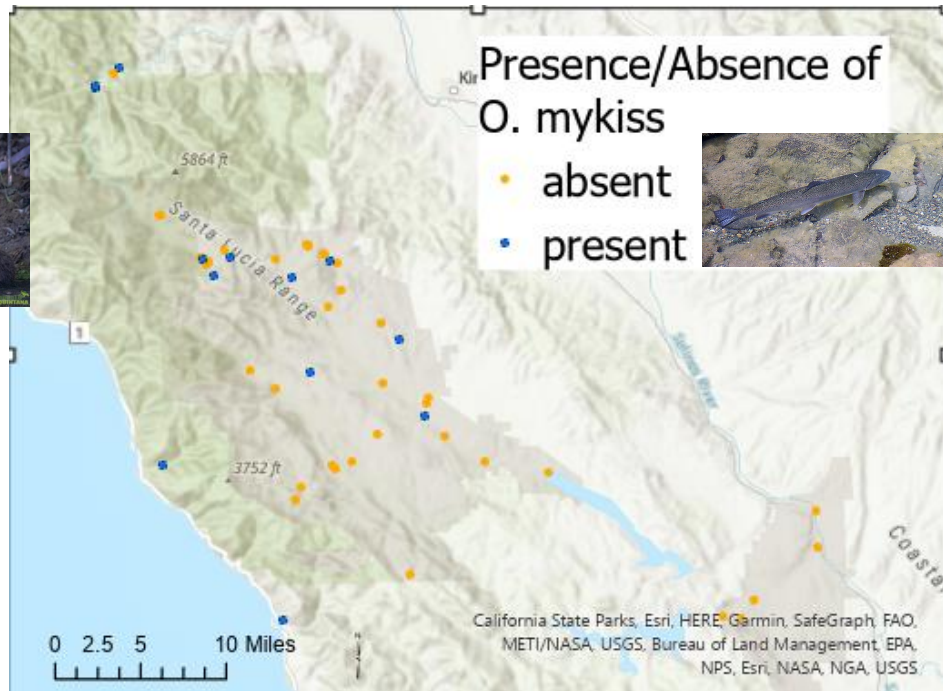 Presence/Absence of
O. mykiss
absent
present
5864 ft
Santa Lucia Range
1
3752 ft
0 2.5 5 10 Miles
California State Parks, Esri, HERE, Garmin, SafeGraph, FAO,
METI/NASA, USGS, Bureau of Land Management, EPA,
NPS, Esri, NASA, NGA, USGS